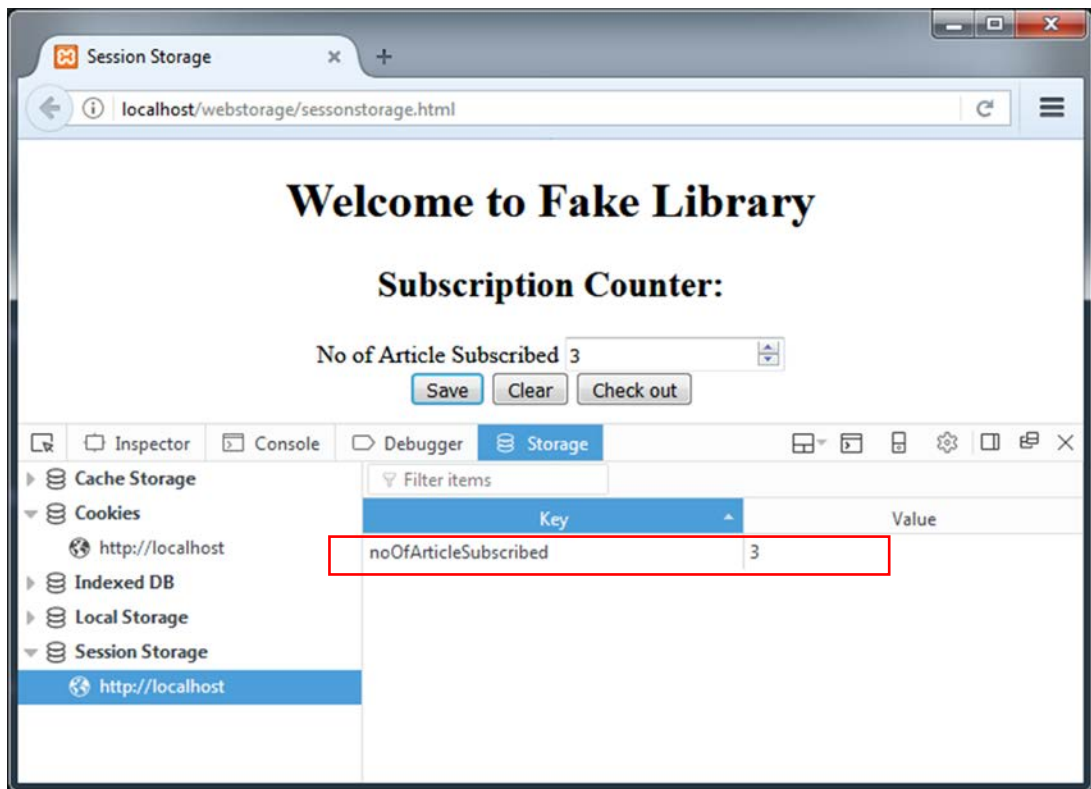 Session Storage
localhost/webstorage/sessonstorage.html
Welcome to Fake Library
Subscription Counter:
No of Article Subscribed 3
Save Clear Check out
Inspector Console Debugger Storage
Cache Storage
Filter items
Cookies
Key Value
http://localhost
noOfArticleSubscribed 3
Indexed DB
Local Storage
Session Storage
http://localhost